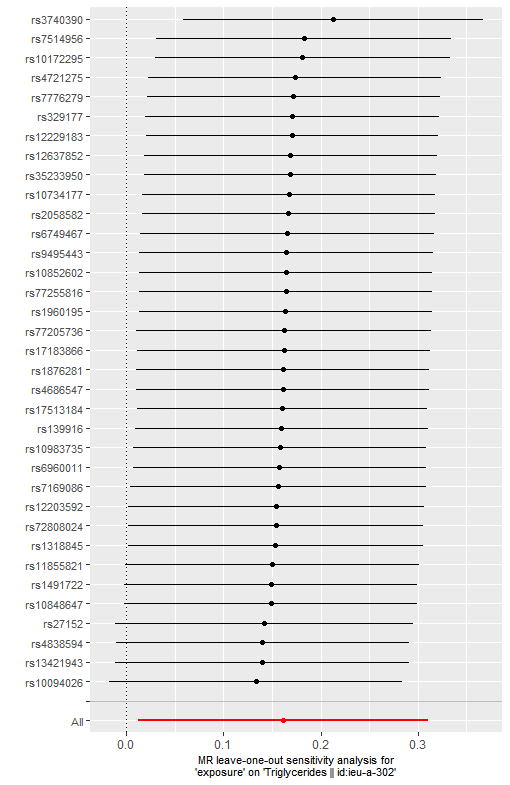 rs3740390
rs7514956
rs10172295
rs4721275
rs7776279
rs329177
rs12229183
rs12637852
rs35233950
rs10734177
rs2058582
rs6749467
rs9495443
rs10852602
rs77255816
rs1960195
rs77205736
rs17183866
rs1876281
rs4686547
rs17513184
rs139916
rs10983735
rs6960011
rs7169086
rs12203592
rs72808024
rs1318845
rs11855821
rs1491722
rs10848647
rs27152
rs4838594
rs13421943
rs10094026
All
0.0 0.1 0.2 0.3
MR leave-one-out sensitivity analysis for
'exposure' on 'Triglycerides || id:ieu-a-302'